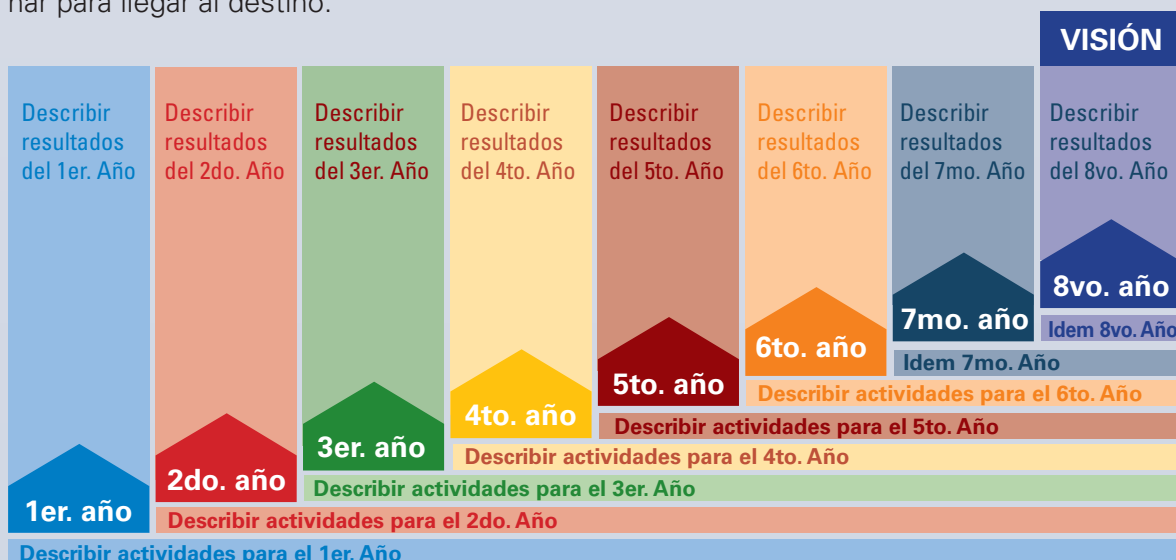 nar para llegar al destino.
VISIÓN
Describir
resultados
del 1er. Año
Describir
resultados
del 2do. Año
Describir
resultados
del 3er. Año
Describir
resultados
del 4to. Año
Describir
resultados
del 5to. Año
Describir
resultados
del 6to. Año
Describir
resultados
del 7mo. Año
Describir
resultados
del 8vo. Año
8vo. año
Idem 8vo. Año
7mo. año
Idem 7mo. Año
6to. año
Describir actividades para el 6to. Año
5to. año
Describir actividades para el 5to. Año
4to. año
Describir actividades para el 4to. Año
3er. año
Describir actividades para el 3er. Año
2do. año
Describir actividades para el 2do. Año
1er. año
Describir actividades para el 1er. Año